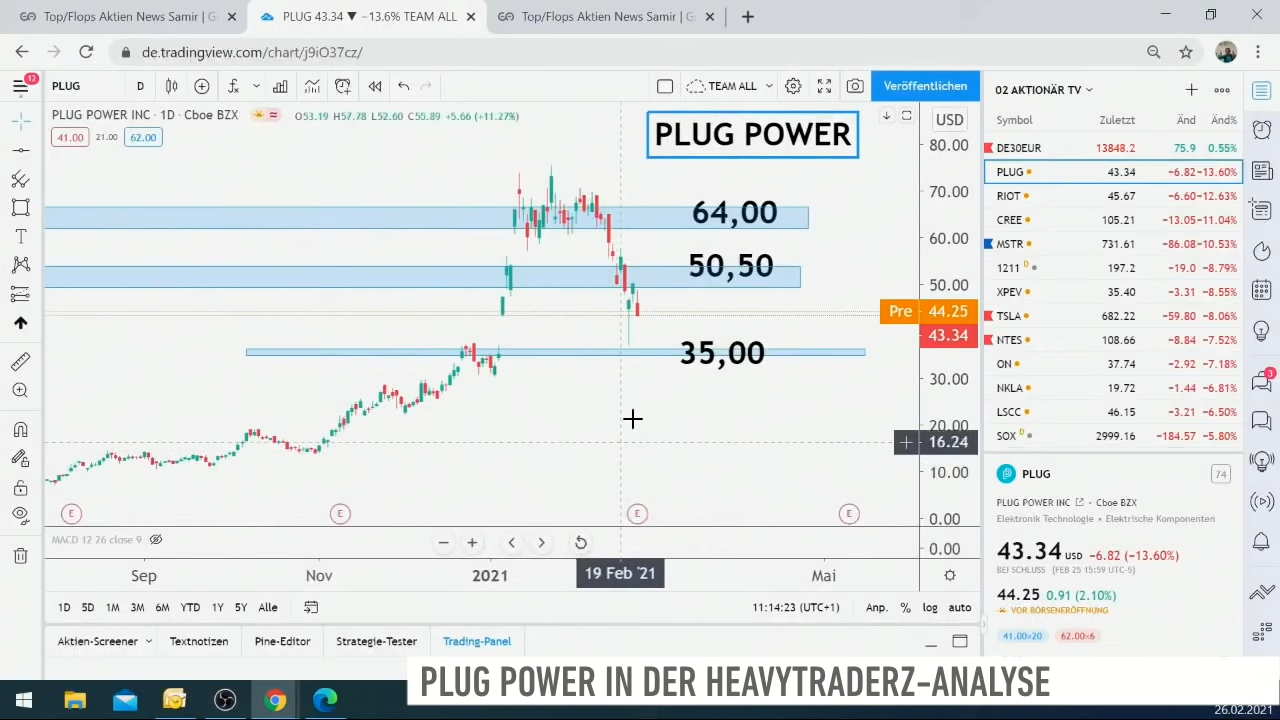 Top/Flops Aktien News Samir | G
PLUG 43.34 ▼ −13.6% TEAM ALL
Top/Flops Aktien News Samir | G
de.tradingview.com/chart/j9iO37cz/
12
PLUG
D
TEAM ALL
Veröffentlichen
PLUG POWER INC · 1D · Cboe BZX
O53.19 H57.78 L52.60 C55.89 +5.66 (+11.27%)
41.00
21.00
62.00
PLUG POWER
64,00
50,50
35,00
USD
80.00
70.00
60.00
50.00
Pre 44.25
43.34
30.00
20.00
16.24
10.00
0.00
0.00
E
E
E
E
MACD 12 26 close 9
Sep
Nov
2021
19 Feb '21
Mai
1D 5D 1M 3M 6M YTD 1Y 5Y Alle
11:14:23 (UTC+1)
Anp. % log auto
Aktien-Screener
Textnotizen
Pine-Editor
Strategie-Tester
Trading-Panel
02 AKTIONÄR TV
Symbol Zuletzt Änd Änd%
DE30EUR 13848.2 75.9 0.55%
PLUG 43.34 −6.82 −13.60%
RIOT 45.67 −6.60 −12.63%
CREE 105.21 −13.05 −11.04%
MSTR 731.61 −86.08 −10.53%
1211 D 197.2 −19.0 −8.79%
XPEV 35.40 −3.31 −8.55%
TSLA 682.22 −59.80 −8.06%
NTES 108.66 −8.84 −7.52%
ON 37.74 −2.92 −7.18%
NKLA 19.72 −1.44 −6.81%
LSCC 46.15 −3.21 −6.50%
SOX D 2999.16 −184.57 −5.80%
PLUG
74
PLUG POWER INC - Cboe BZX
Elektronik Technologie • Elektrische Komponenten
43.34 USD −6.82 (−13.60%)
BEI SCHLUSS (FEB 25 15:59 UTC-5)
44.25 0.91 (2.10%)
VOR BÖRSENERÖFFNUNG
41.00×20
62.00×6
3
PLUG POWER IN DER HEAVYTRADERZ-ANALYSE
26.02.2021